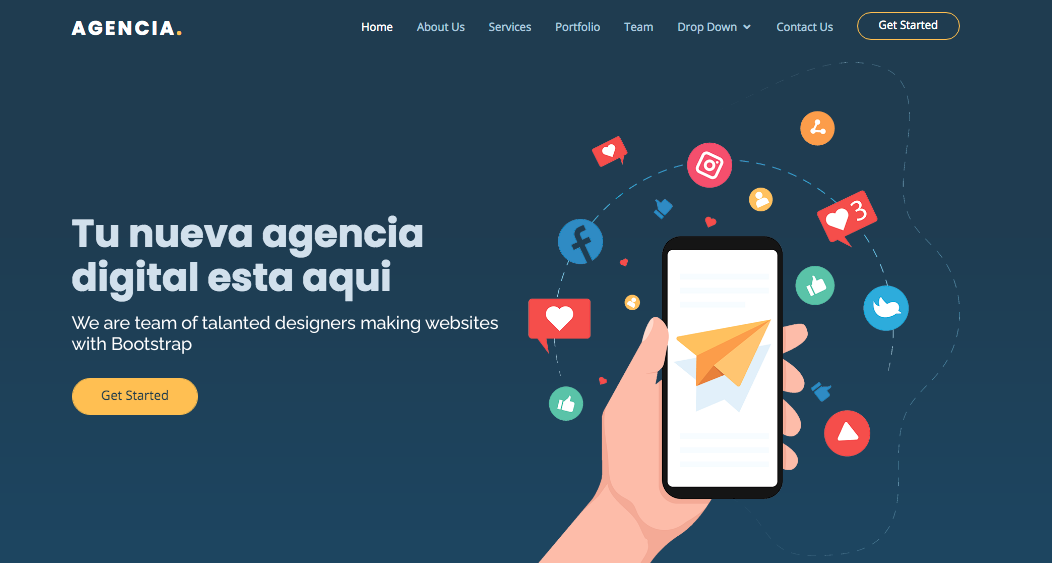 AGENCIA.
Home About Us Services Portfolio Team Drop Down Contact Us Get Started
Tu nueva agencia
digital esta aqui
We are team of talanted designers making websites
with Bootstrap
Get Started
3